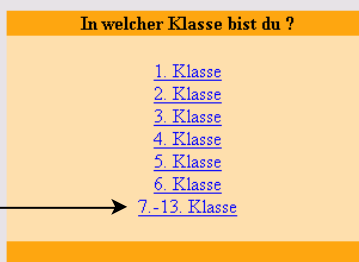 In welcher Klasse bist du ?
1. Klasse
2. Klasse
3. Klasse
4. Klasse
5. Klasse
6. Klasse
7.-13. Klasse